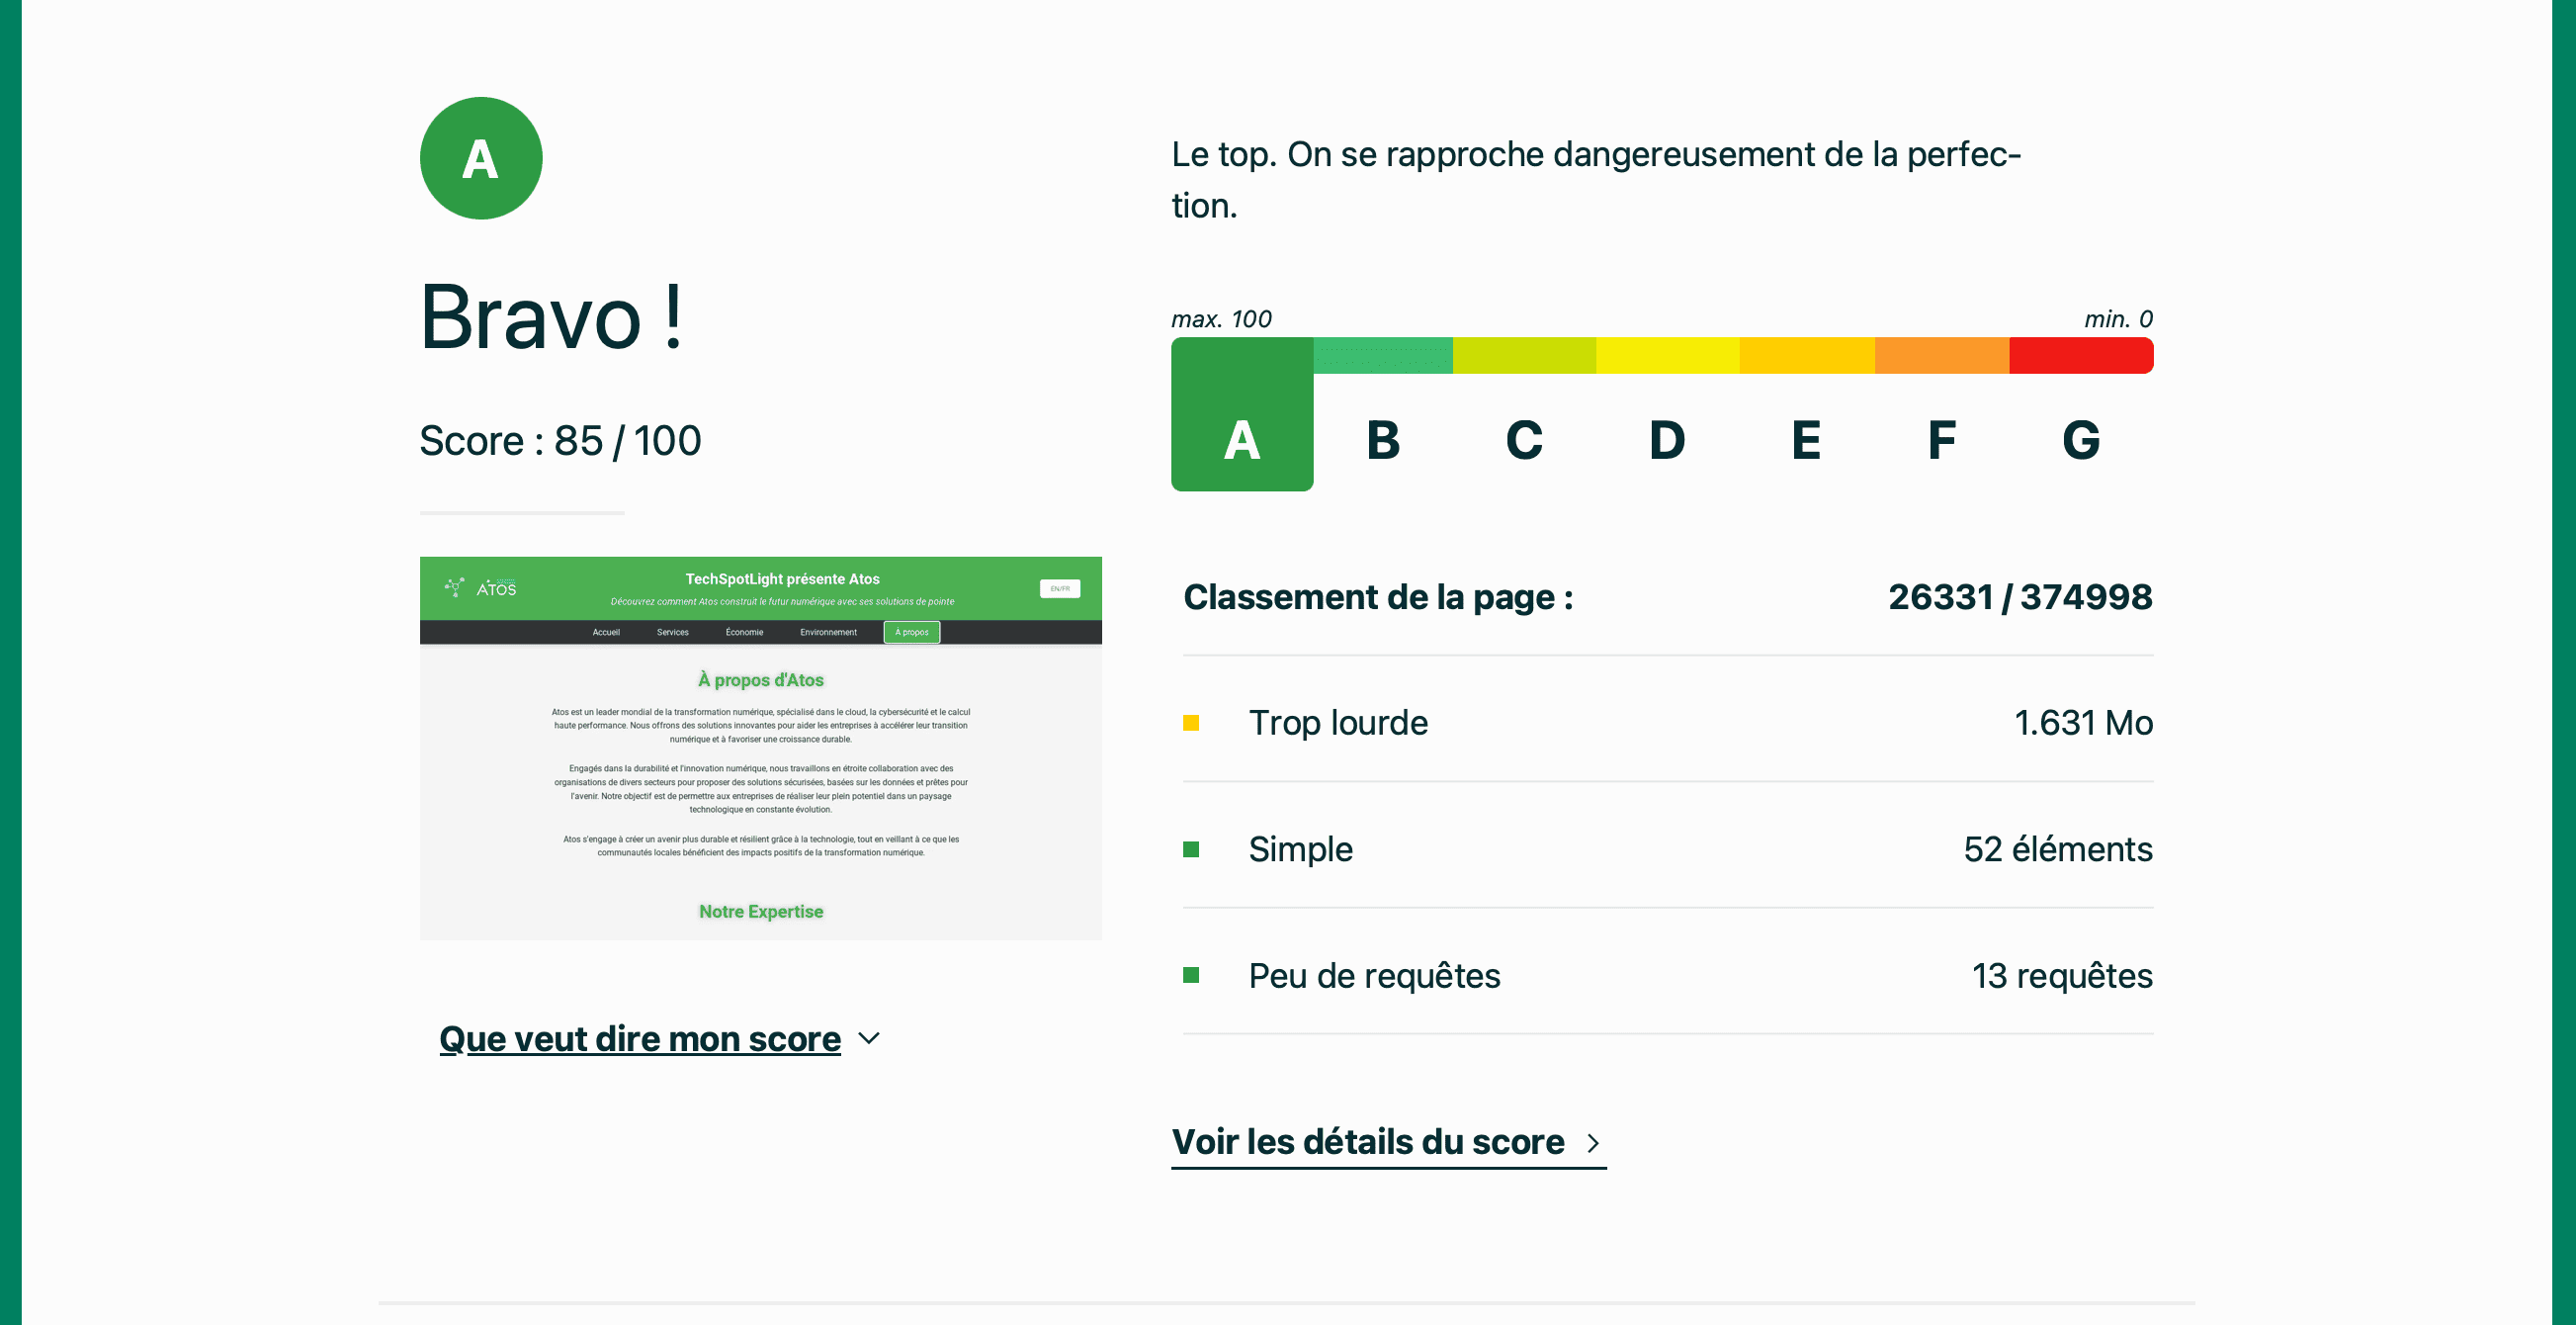 A
Bravo !
Score : 85 / 100
TechSpotLight présente Atos
Découvrez comment Atos construit le futur numérique avec ses solutions de pointe
ATOS
EN/FR
Accueil Services Économie Environnement À propos
À propos d'Atos
Atos est un leader mondial de la transformation numérique, spécialisé dans le cloud, la cybersécurité et le calcul
haute performance. Nous offrons des solutions innovantes pour aider les entreprises à accélérer leur transition
numérique et à favoriser une croissance durable.
Engagés dans la durabilité et l'innovation numérique, nous travaillons en étroite collaboration avec des
organisations de divers secteurs pour proposer des solutions sécurisées, basées sur les données et prêtes pour
l'avenir. Notre objectif est de permettre aux entreprises de réaliser leur plein potentiel dans un paysage
technologique en constante évolution.
Atos s'engage à créer un avenir plus durable et résilient grâce à la technologie, tout en veillant à ce que les
communautés locales bénéficient des impacts positifs de la transformation numérique.
Notre Expertise
Que veut dire mon score
Le top. On se rapproche dangereusement de la perfec-
tion.
max. 100 min. 0
A B C D E F G
Classement de la page : 26331 / 374998
Trop lourde 1.631 Mo
Simple 52 éléments
Peu de requêtes 13 requêtes
Voir les détails du score